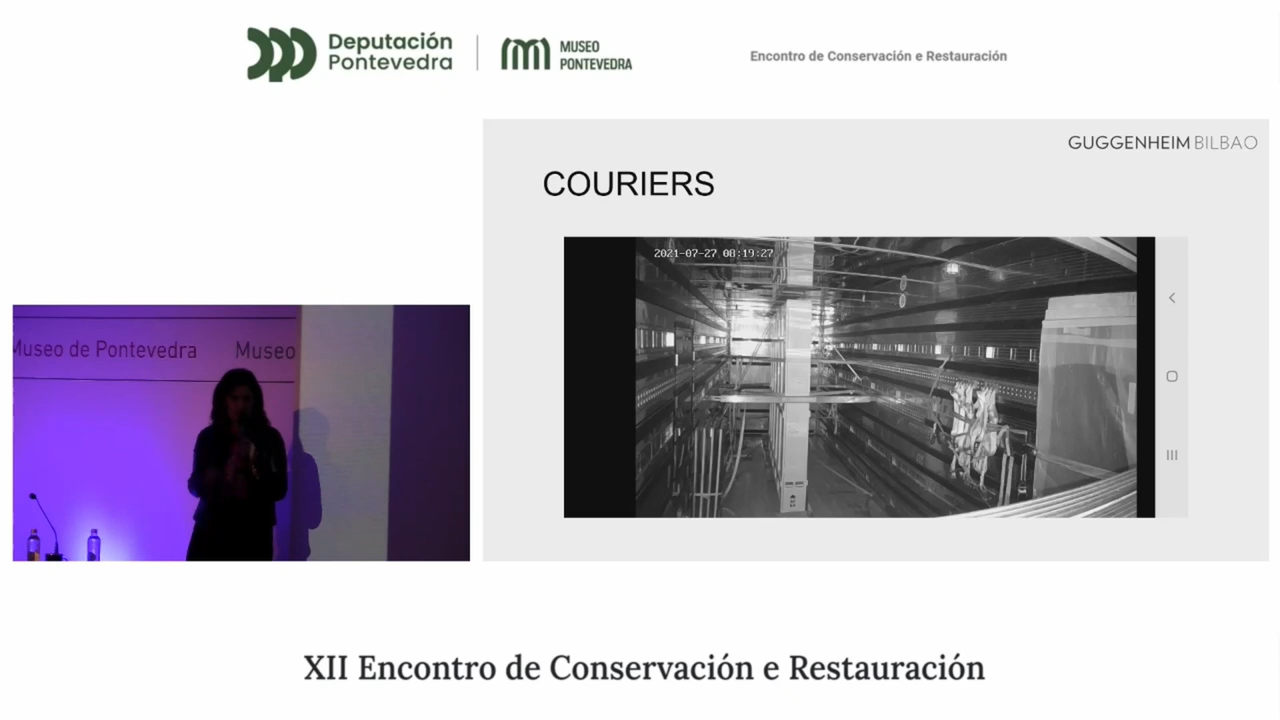 Deputación
Pontevedra
MUSEO
PONTEVEDRA
Encontro de Conservación e Restauración
GUGGENHEIM BILBAO
COURIERS
2021-07-27 08:19:27
Museo de Pontevedra
Museo
XII Encontro de Conservación e Restauración